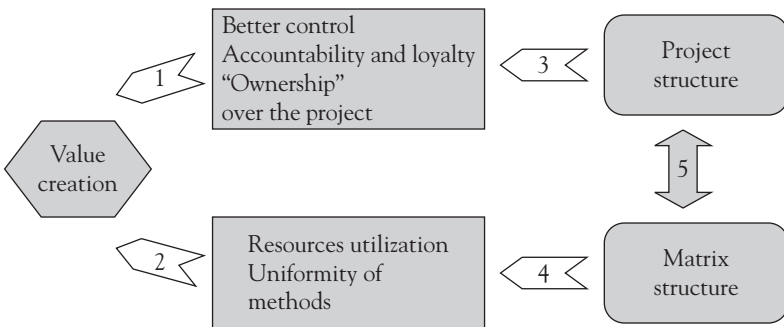 Better control
Accountability and loyalty
“Ownership”
over the project
1
3
Project
structure
Value
creation
5
Resources utilization
Uniformity of
methods
2
4
Matrix
structure